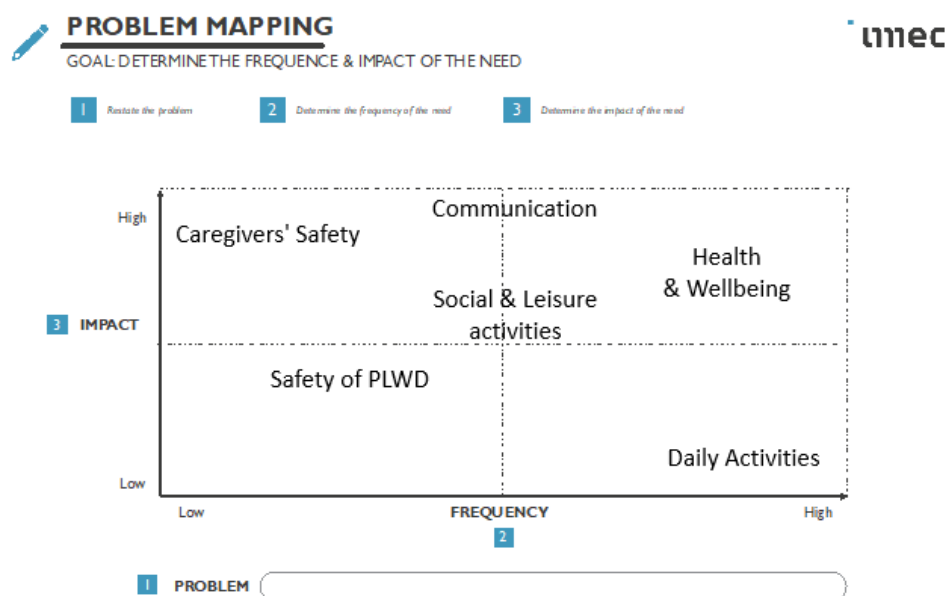 PROBLEM MAPPING
imec
GOAL: DETERMINE THE FREQUENCE & IMPACT OF THE NEED
1 Restate the problem
2 Determine the frequency of the need
3 Determine the impact of the need
High
Communication
Caregivers' Safety
Health
& Wellbeing
Social & Leisure
activities
3 IMPACT
Safety of PLWD
Daily Activities
Low
Low
FREQUENCY
High
2
1 PROBLEM